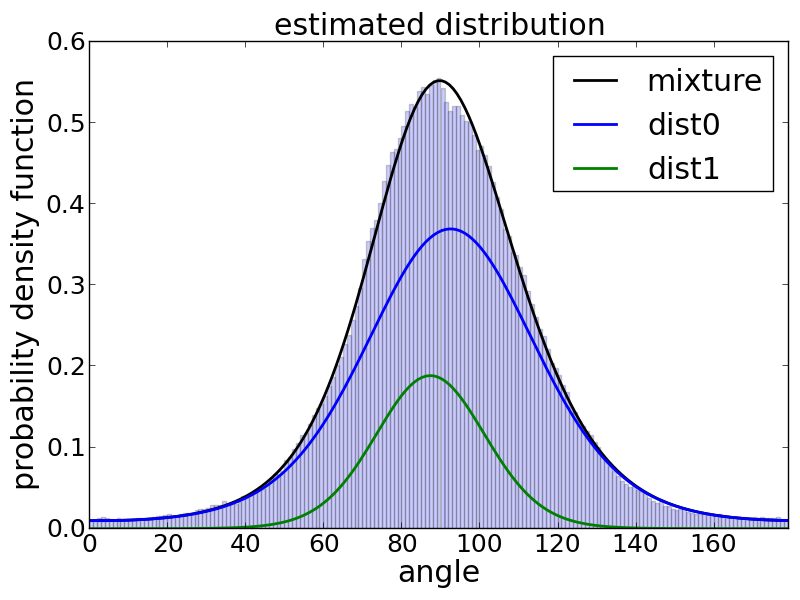 estimated distribution
probability density function
0.6
0.5
0.4
0.3
0.2
0.1
0.0
mixture
dist0
dist1
0 20 40 60 80 100 120 140 160
angle